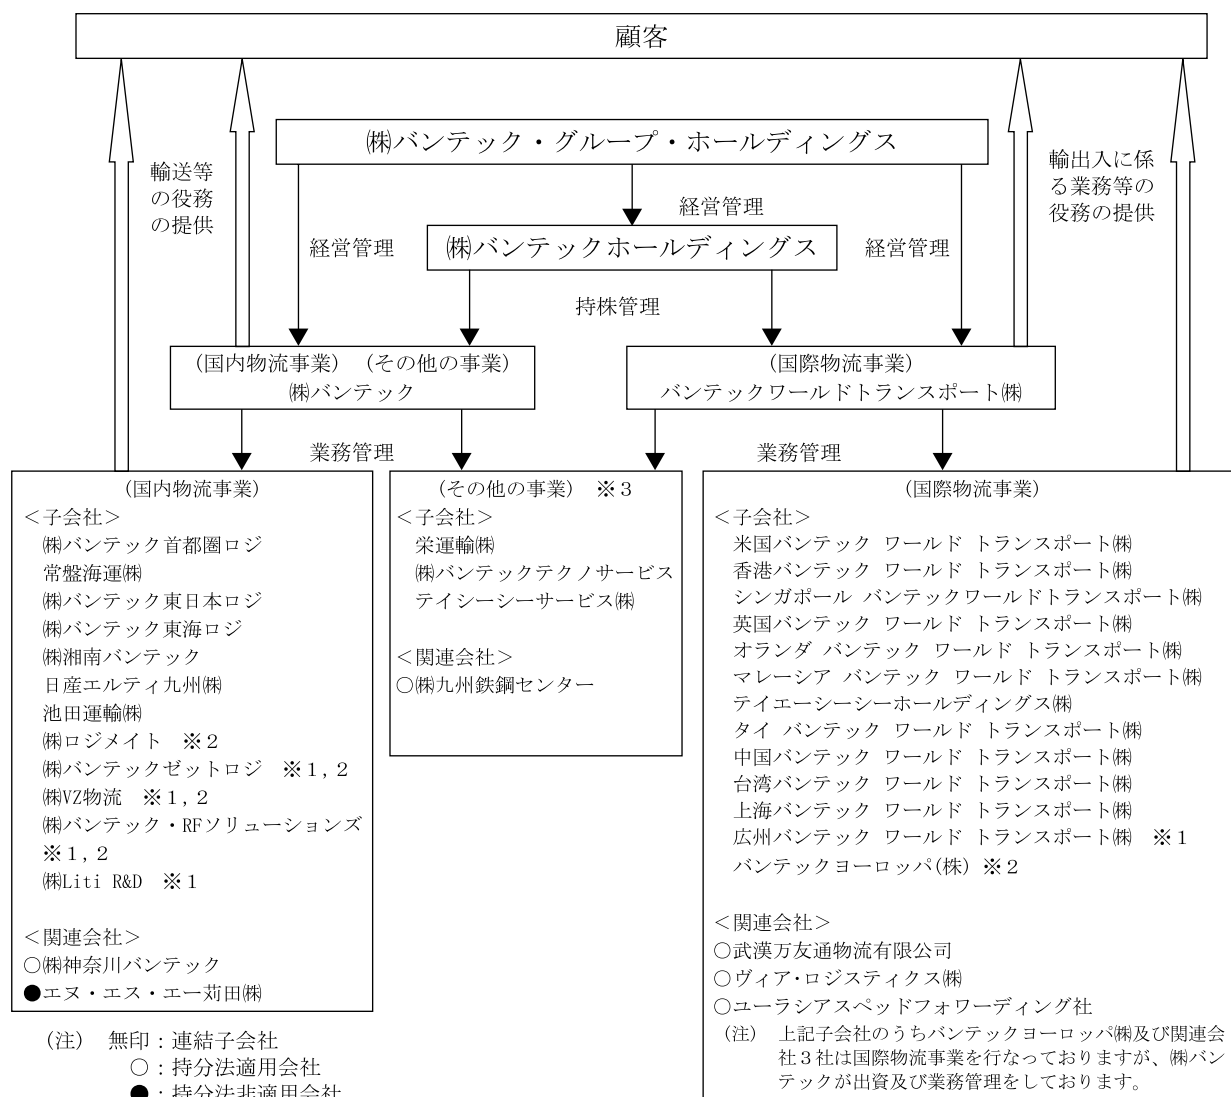 顧客
㈱バンテック・グループ・ホールディングス
輸送等
の役務
の提供
輸出入に係
る業務等の
役務の提供
経営管理
経営管理
経営管理
㈱バンテックホールディングス
持株管理
(国内物流事業) (その他の事業)
㈱バンテック
(国際物流事業)
バンテックワールドトランスポート㈱
業務管理
業務管理
(国内物流事業)
＜子会社＞
㈱バンテック首都圏ロジ
常盤海運㈱
㈱バンテック東日本ロジ
㈱バンテック東海ロジ
㈱湘南バンテック
日産エルティ九州㈱
池田運輸㈱
㈱ロジメイト ※２
㈱バンテックゼットロジ ※１,２
㈱VZ物流 ※１,２
㈱バンテック・RFソリューションズ
※１,２
㈱Liti R&D ※１
＜関連会社＞
○㈱神奈川バンテック
●エヌ・エス・エー苅田㈱
(注) 無印：連結子会社
○：持分法適用会社
●：持分法非適用会社
(その他の事業) ※３
＜子会社＞
栄運輸㈱
㈱バンテックテクノサービス
テイシーシーサービス㈱
＜関連会社＞
○㈱九州鉄鋼センター
(国際物流事業)
＜子会社＞
米国バンテック ワールド トランスポート㈱
香港バンテック ワールド トランスポート㈱
シンガポール バンテックワールドトランスポート㈱
英国バンテック ワールド トランスポート㈱
オランダ バンテック ワールド トランスポート㈱
マレーシア バンテック ワールド トランスポート㈱
テイエーシーシーホールディングス㈱
タイ バンテック ワールド トランスポート㈱
中国バンテック ワールド トランスポート㈱
台湾バンテック ワールド トランスポート㈱
上海バンテック ワールド トランスポート㈱
広州バンテック ワールド トランスポート㈱ ※１
バンテックヨーロッパ(株) ※２
＜関連会社＞
○武漢万友通物流有限公司
○ヴィア・ロジスティクス㈱
○ユーラシアスペッドフォワーディング社
(注) 上記子会社のうちバンテックヨーロッパ㈱及び関連会
社３社は国際物流事業を行なっておりますが、㈱バン
テックが出資及び業務管理をしております。